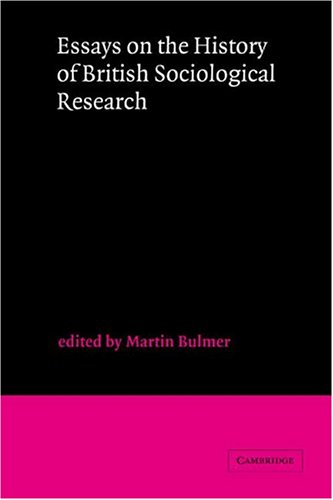 Essays on the History
of British Sociological
Research
edited by Martin Bulmer
CAMBRIDGE